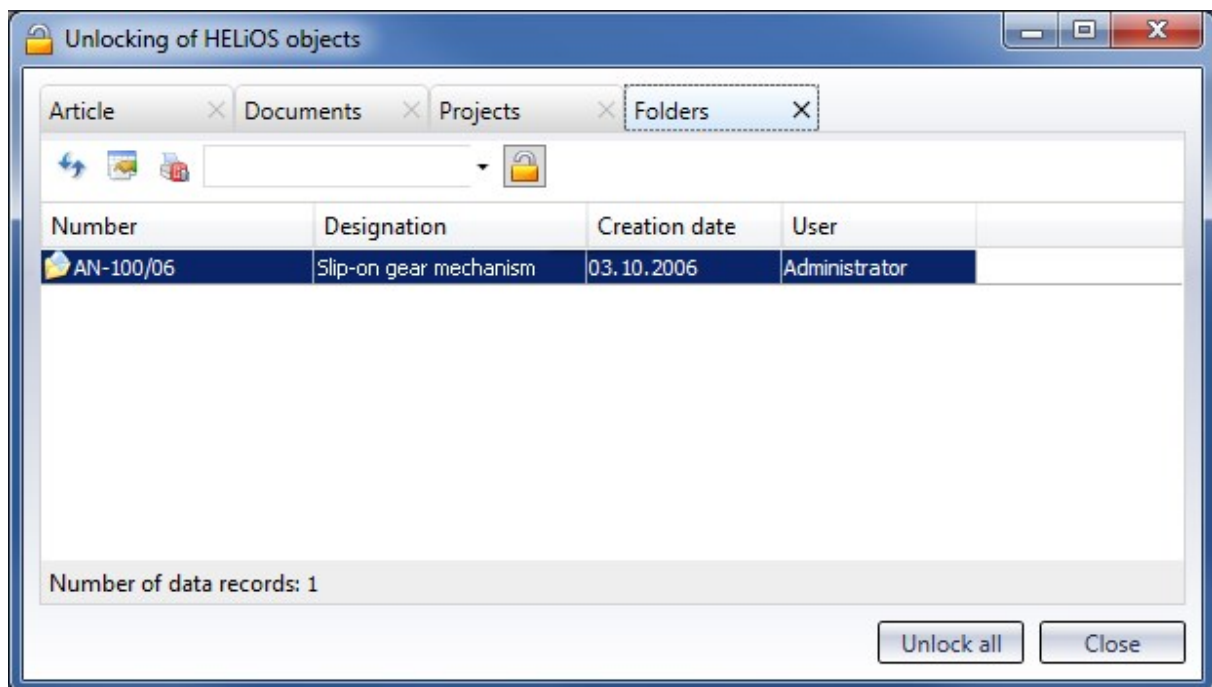 Unlocking of HELiOS objects
Article Documents Projects Folders
Number Designation Creation date User
AN-100/06 Slip-on gear mechanism 03.10.2006 Administrator
Number of data records: 1
Unlock all Close